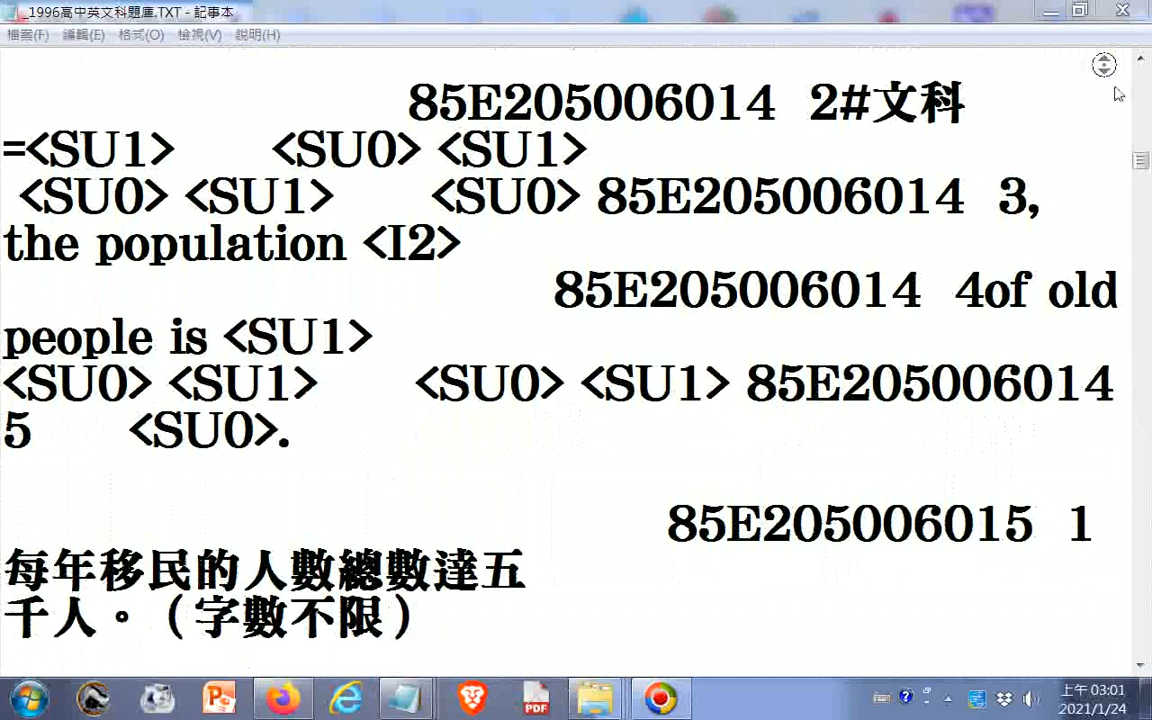 _1996高中英文科題庫.TXT - 記事本
檔案(F) 編輯(E) 格式(O) 檢視(V) 說明(H)
85E205006014 2#文科
=<SU1> <SU0> <SU1>
<SU0> <SU1> <SU0> 85E205006014 3,
the population <I2>
85E205006014 4of old
people is <SU1>
<SU0> <SU1> <SU0> <SU1> 85E205006014
5 <SU0>.
85E205006015 1
每年移民的人數總數達五
千人。（字數不限）
PDF
上午 03:01
2021/1/24